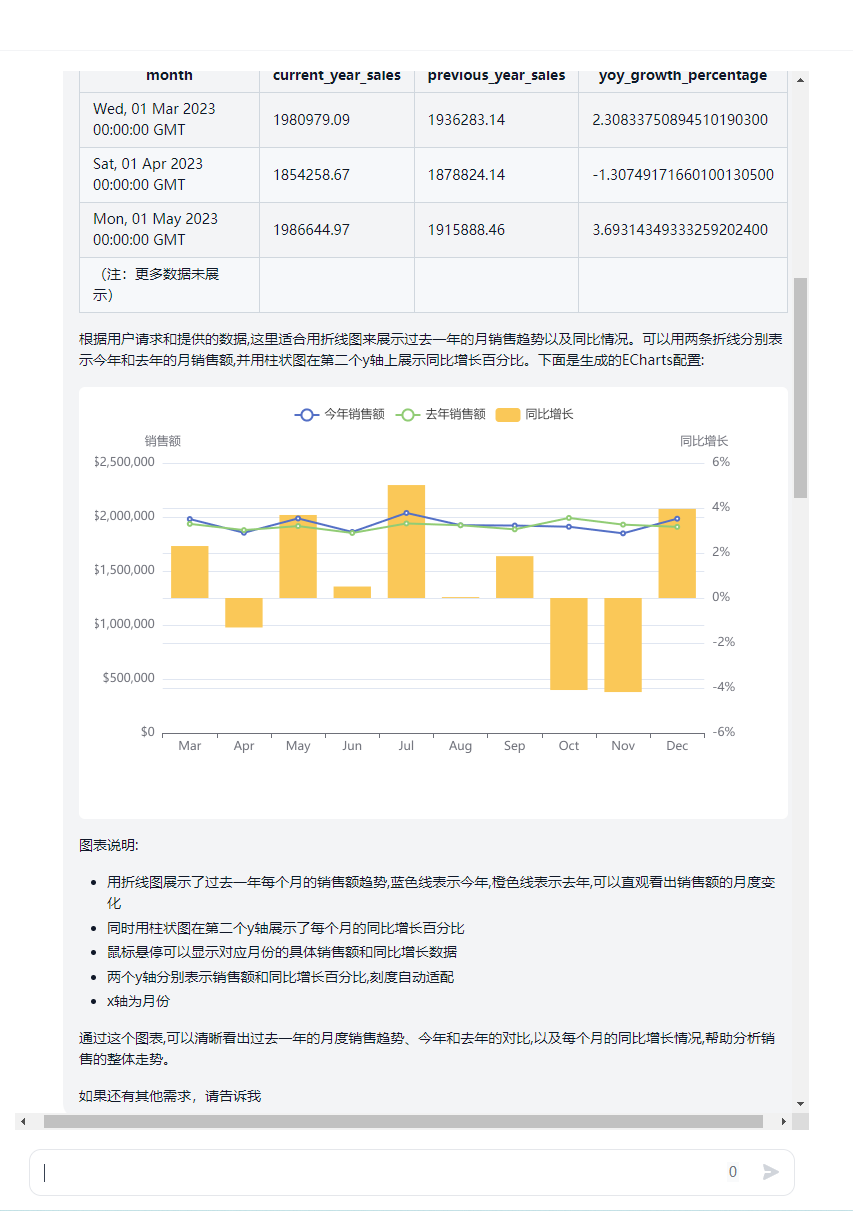 month current_year_sales previous_year_sales yoy_growth_percentage
Wed, 01 Mar 2023
00:00:00 GMT
1980979.09 1936283.14 2.30833750894510190300
Sat, 01 Apr 2023
00:00:00 GMT
1854258.67 1878824.14 -1.30749171660100130500
Mon, 01 May 2023
00:00:00 GMT
1986644.97 1915888.46 3.69314349333259202400
（注：更多数据未展
示）
根据用户请求和提供的数据,这里适合用折线图来展示过去一年的月销售趋势以及同比情况。可以用两条折线分别表
示今年和去年的月销售额,并用柱状图在第二个y轴上展示同比增长百分比。下面是生成的ECharts配置:
今年销售额 去年销售额 同比增长
销售额 同比增长
$2,500,000 6%
4%
$2,000,000
2%
$1,500,000
0%
$1,000,000
-2%
$500,000
-4%
$0 -6%
Mar Apr May Jun Jul Aug Sep Oct Nov Dec
图表说明:
用折线图展示了过去一年每个月的销售额趋势,蓝色线表示今年,橙色线表示去年,可以直观看出销售额的月度变
化
同时用柱状图在第二个y轴展示了每个月的同比增长百分比
鼠标悬停可以显示对应月份的具体销售额和同比增长数据
两个y轴分别表示销售额和同比增长百分比,刻度自动适配
x轴为月份
通过这个图表,可以清晰看出过去一年的月度销售趋势、今年和去年的对比,以及每个月的同比增长情况,帮助分析销
售的整体走势。
如果还有其他需求，请告诉我
0